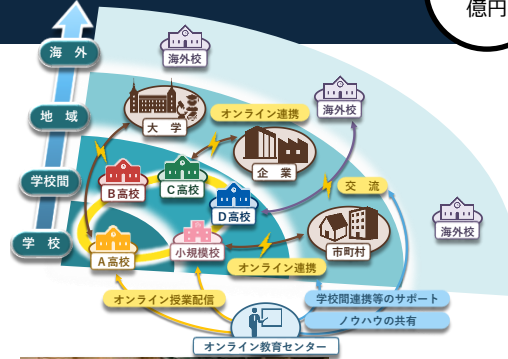 億円
海外
海外校
地域
大学
オンライン連携
海外校
企業
学校間
B高校
C高校
D高校
交流
海外校
学校
A高校
小規模校
市町村
オンライン連携
オンライン授業配信
学校間連携等のサポート
ノウハウの共有
オンライン教育センター